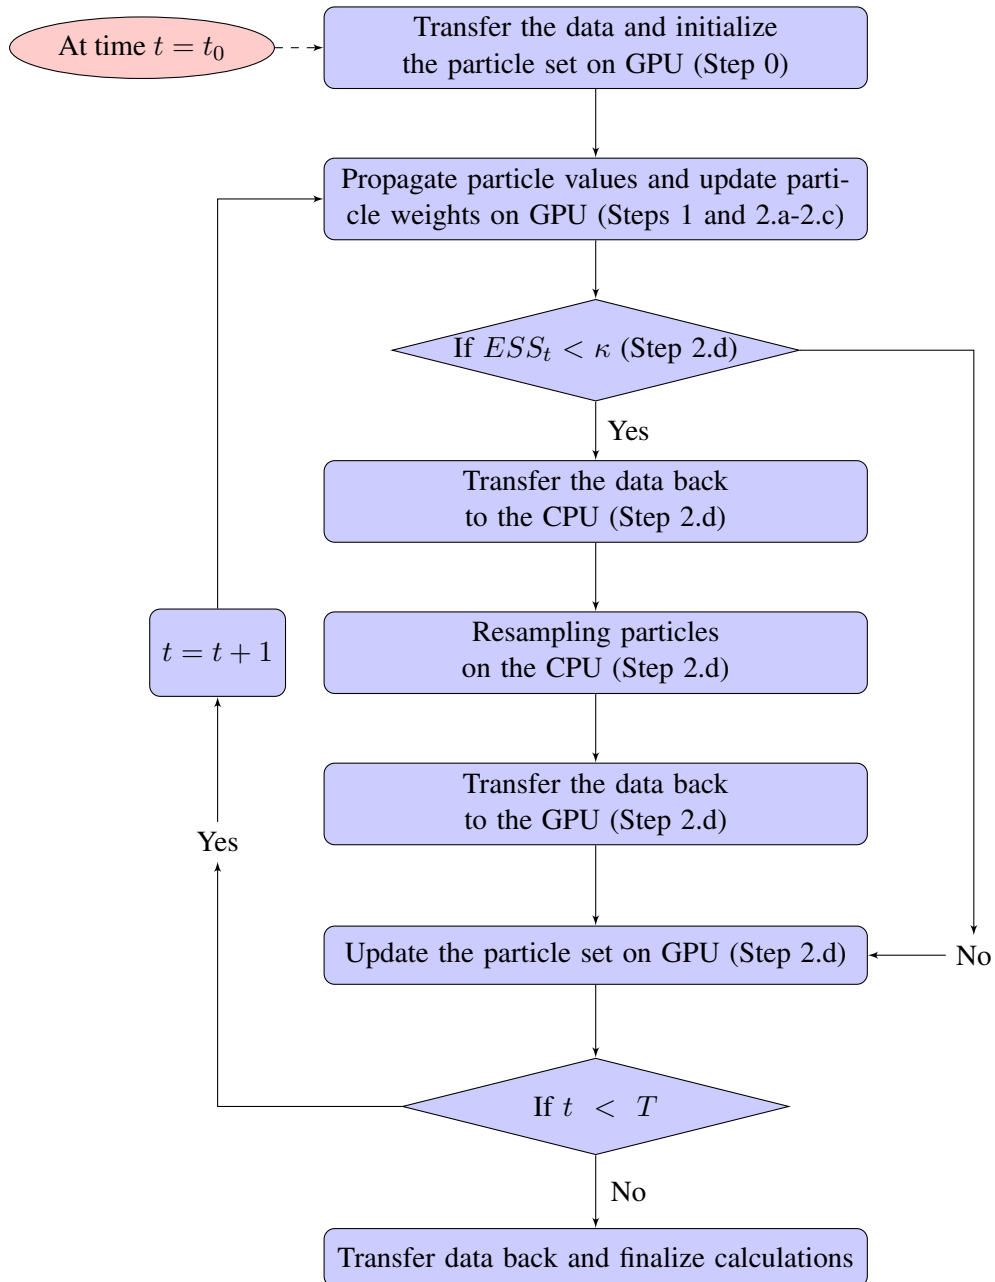 At time t = t₀
Transfer the data and initialize
the particle set on GPU (Step 0)
Propagate particle values and update parti-
cle weights on GPU (Steps 1 and 2.a-2.c)
If ESSₜ < κ (Step 2.d)
Yes
Transfer the data back
to the CPU (Step 2.d)
Resampling particles
on the CPU (Step 2.d)
t = t + 1
Transfer the data back
to the GPU (Step 2.d)
Yes
Update the particle set on GPU (Step 2.d)
No
If t < T
No
Transfer data back and finalize calculations